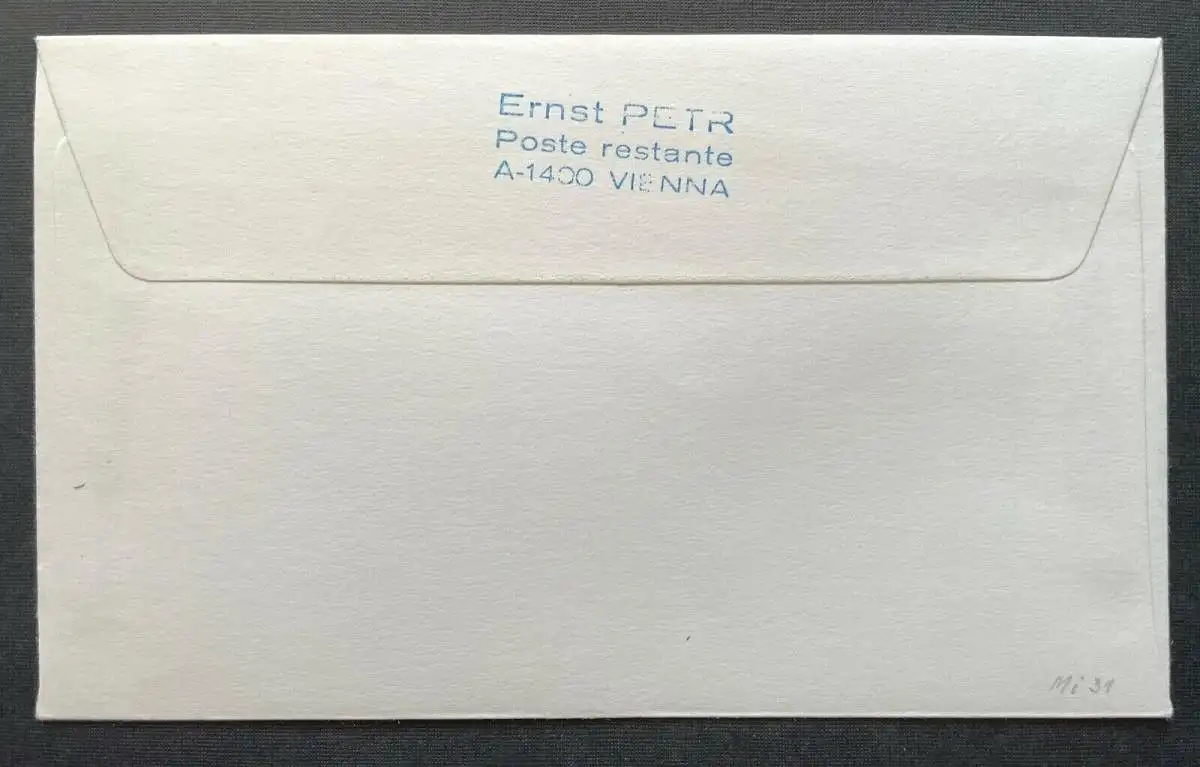 Ernst PETR
Poste restante
A-1400 VIENNA
Mi 31